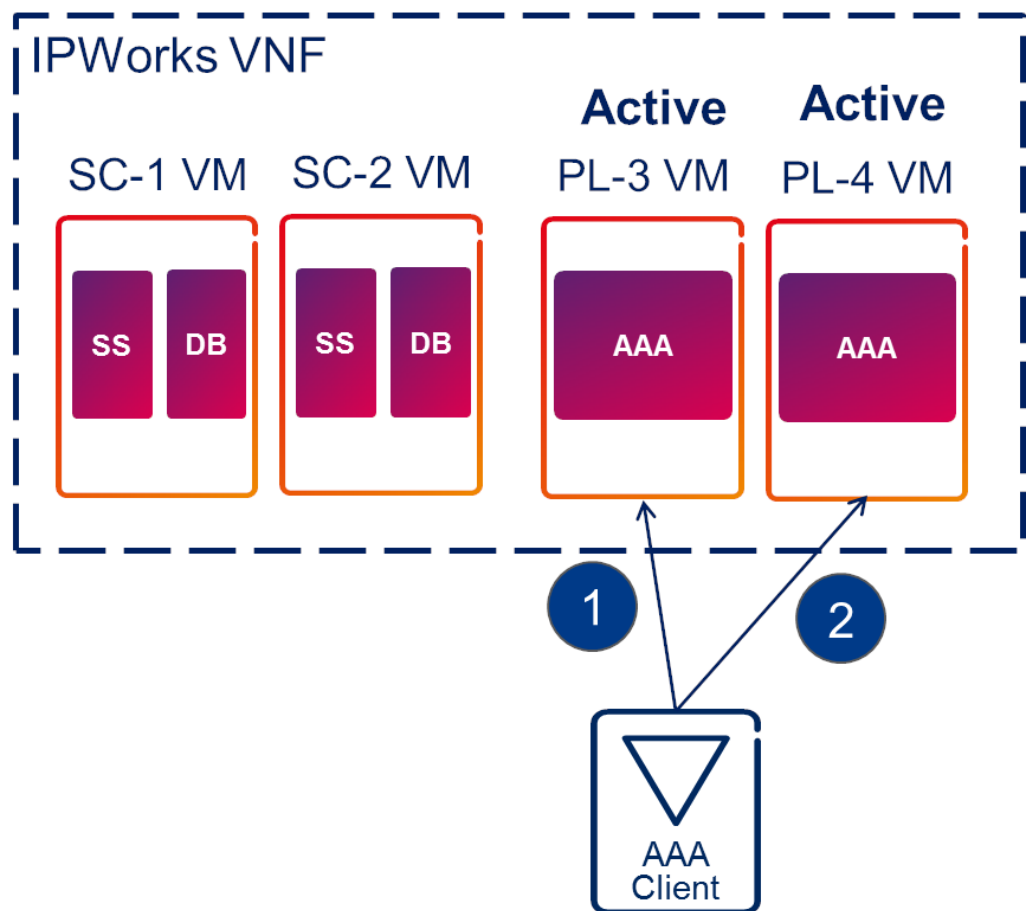 IPWorks VNF
Active
Active
SC-1 VM
SC-2 VM
PL-3 VM
PL-4 VM
SS
DB
SS
DB
AAA
AAA
1
2
AAA
Client